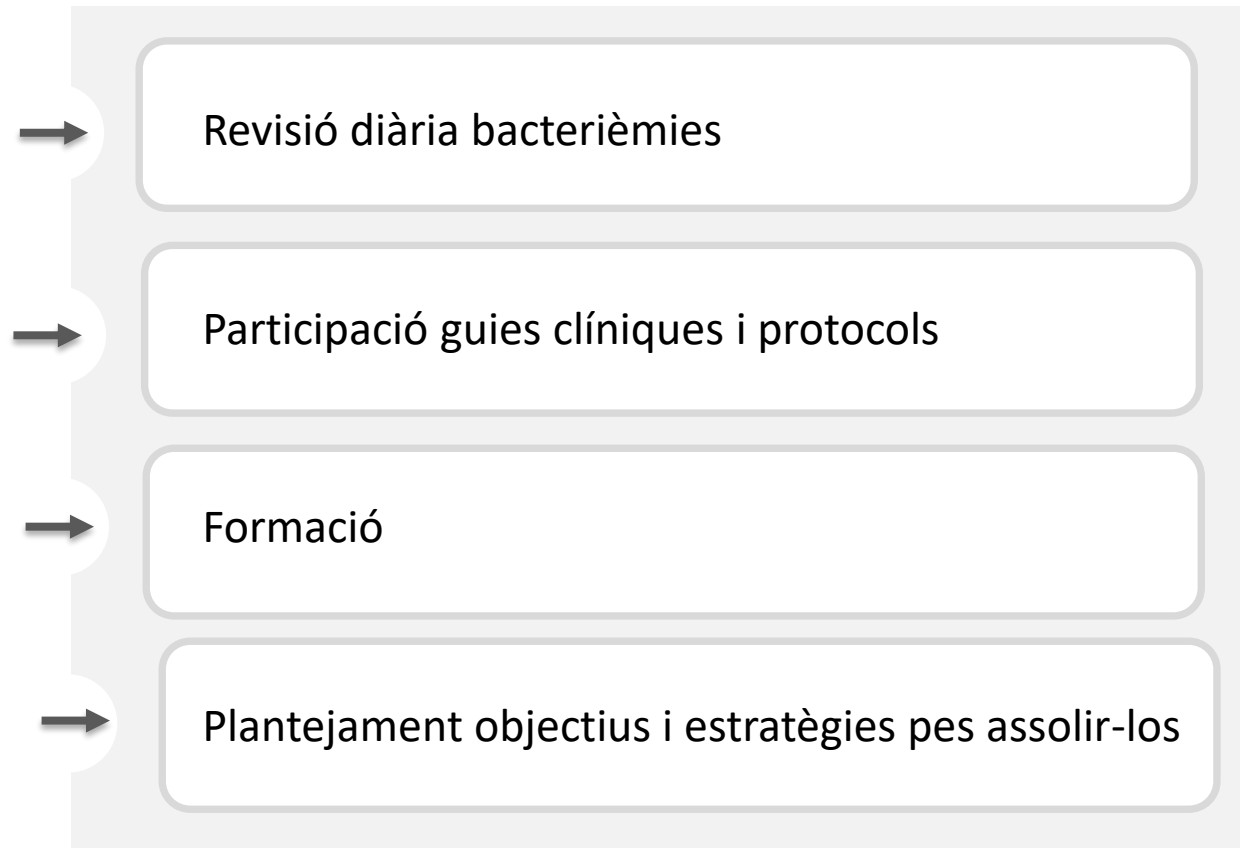 Revisió diària bacterièmies
Participació guies clíniques i protocols
Formació
Plantejament objectius i estratègies pes assolir-los